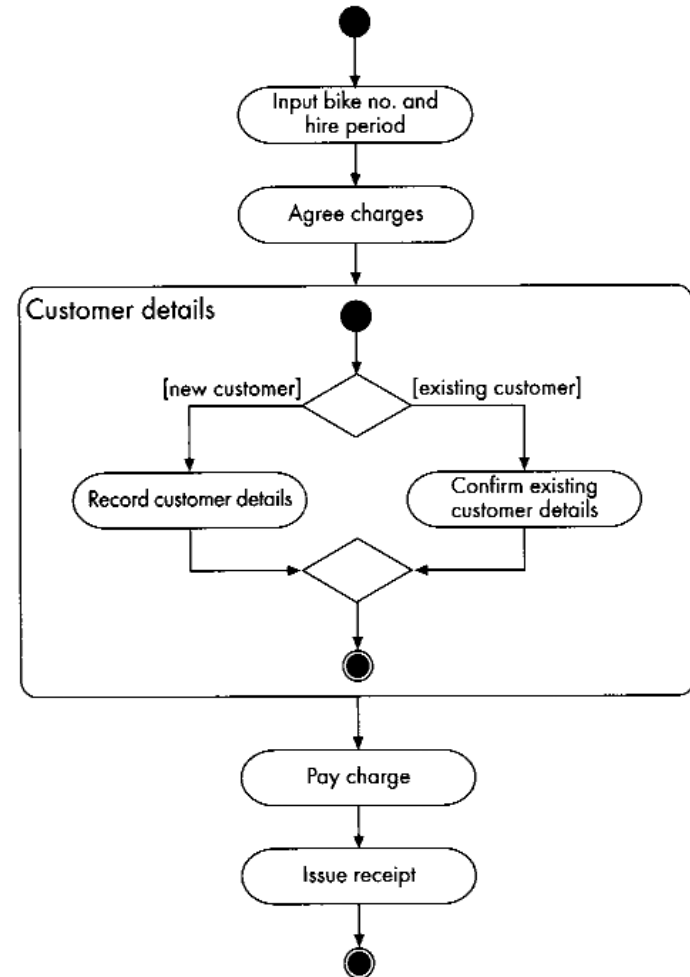 Input bike no. and
hire period
Agree charges
Customer details
[new customer]
[existing customer]
Record customer details
Confirm existing
customer details
Pay charge
Issue receipt